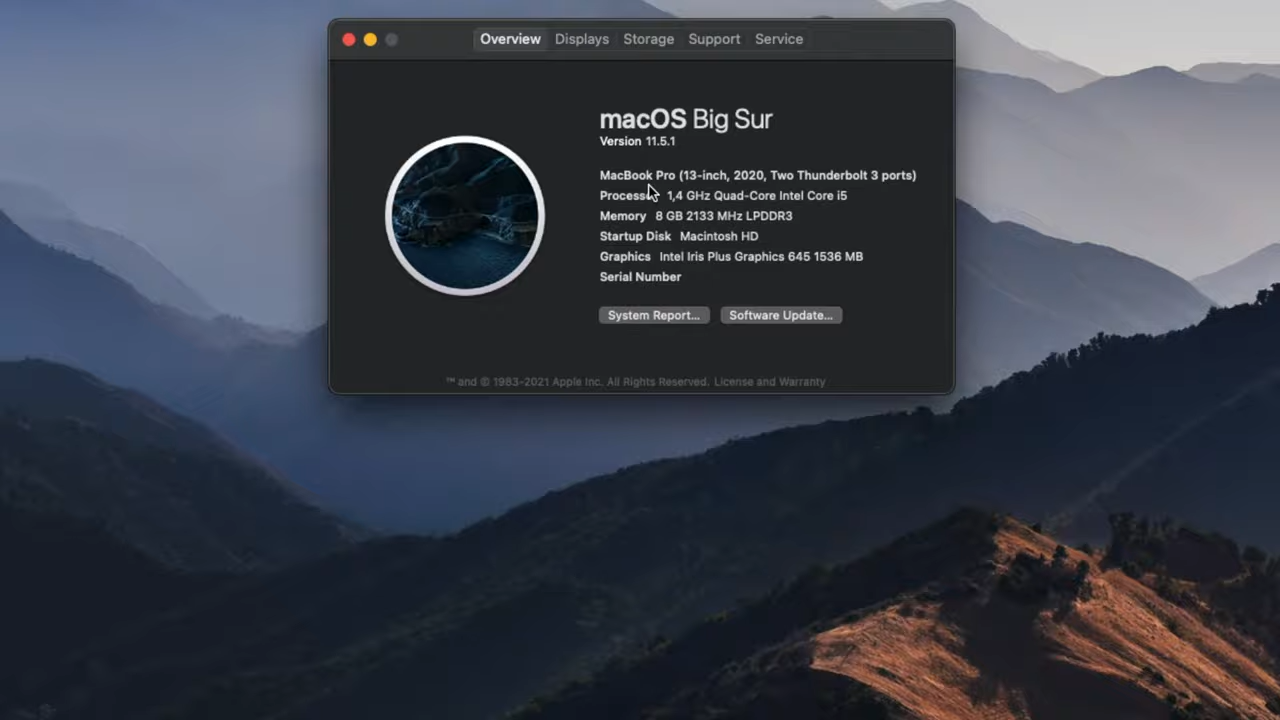 Overview Displays Storage Support Service
macOS Big Sur
Version 11.5.1
MacBook Pro (13-inch, 2020, Two Thunderbolt 3 ports)
Processor 1,4 GHz Quad-Core Intel Core i5
Memory 8 GB 2133 MHz LPDDR3
Startup Disk Macintosh HD
Graphics Intel Iris Plus Graphics 645 1536 MB
Serial Number
System Report... Software Update...
™ and © 1983-2021 Apple Inc. All Rights Reserved. License and Warranty